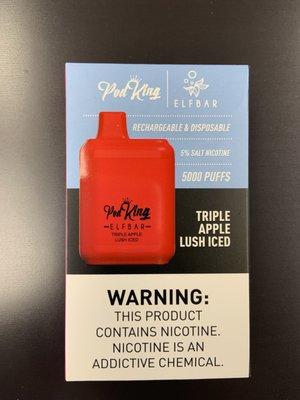 Pod King | ELFBAR
RECHARGEABLE & DISPOSABLE
5% SALT NICOTINE
5000 PUFFS
Pod King
—ELFBAR—
TRIPLE APPLE
LUSH ICED
TRIPLE
APPLE
LUSH ICED
WARNING:
THIS PRODUCT
CONTAINS NICOTINE.
NICOTINE IS AN
ADDICTIVE CHEMICAL.